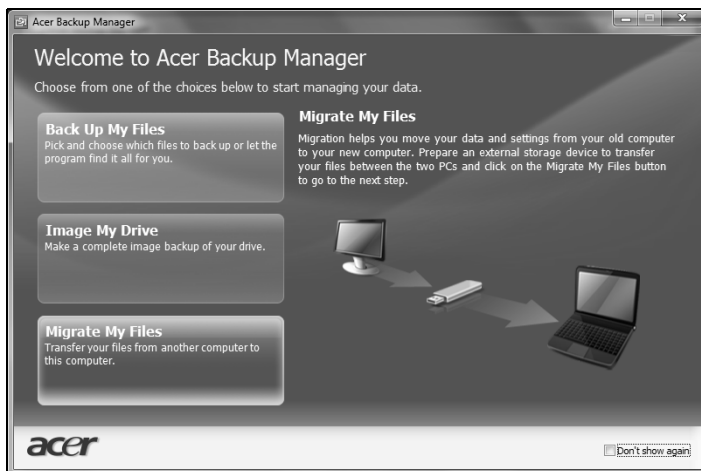 Acer Backup Manager
Welcome to Acer Backup Manager
Choose from one of the choices below to start managing your data.
Back Up My Files
Pick and choose which files to back up or let the
program find it all for you.
Image My Drive
Make a complete image backup of your drive.
Migrate My Files
Transfer your files from another computer to
this computer.
Migrate My Files
Migration helps you move your data and settings from your old computer
to your new computer. Prepare an external storage device to transfer
your files between the two PCs and click on the Migrate My Files button
to go to the next step.
acer
Don't show again